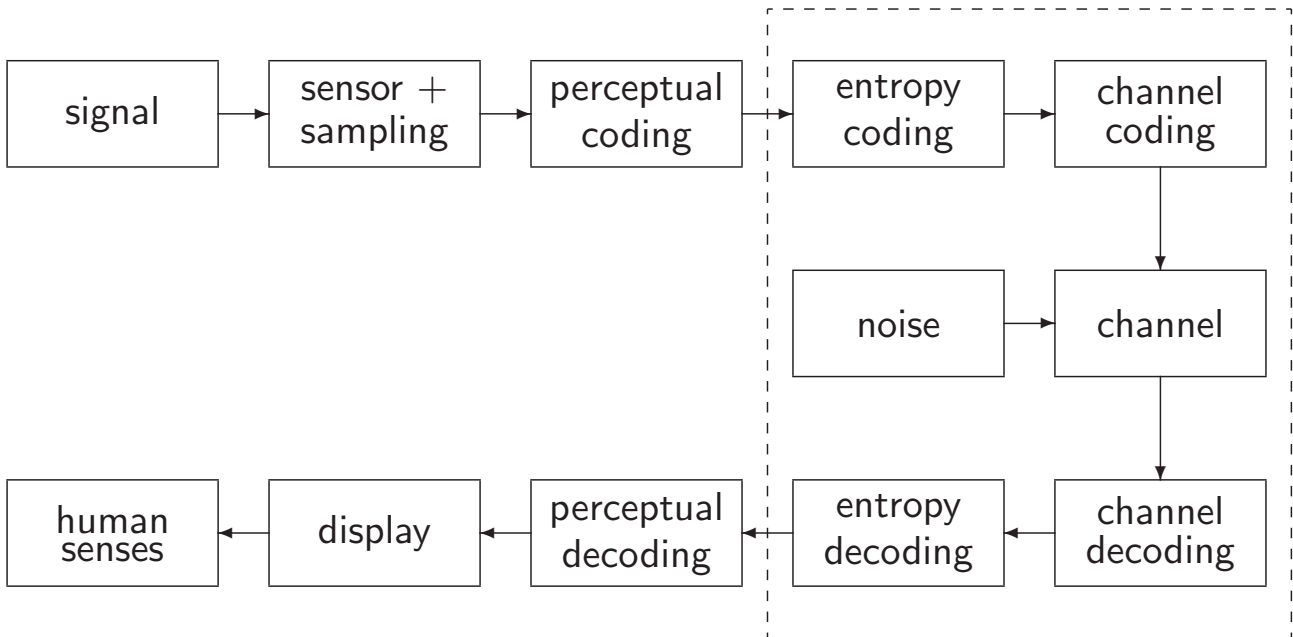 signal
sensor +
sampling
perceptual
coding
entropy
coding
channel
coding
noise
channel
human
senses
display
perceptual
decoding
entropy
decoding
channel
decoding